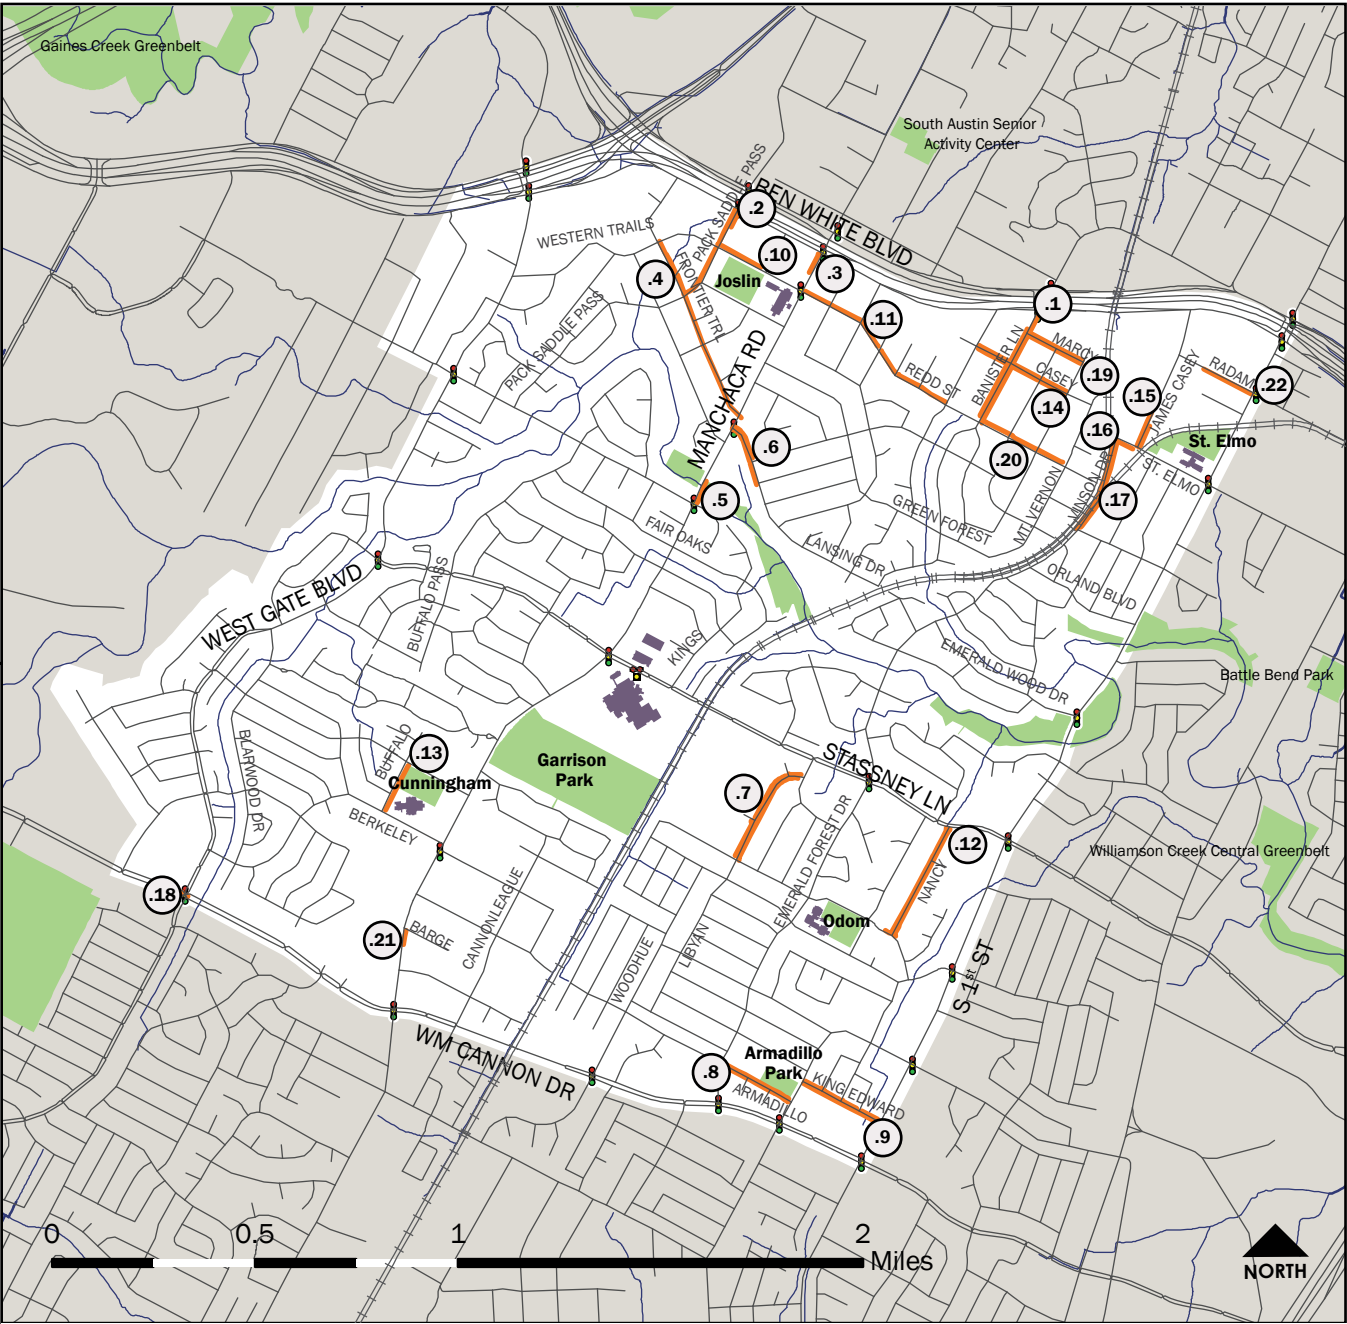 Gaines Creek Greenbelt
South Austin Senior
Activity Center
PACK SADDLE PASS
BEN WHITE BLVD
.2
WESTERN TRAILS
.10
.3
.4
FRONTIER TRL
Joslin
.1
.11
MANCHACA RD
PACK SADDLE PASS
REDD ST
BANISTER LN
MARCY
CASEY
.19
.14
.15
JAMES CASEY
RADAM
.22
.16
St. Elmo
ST. ELMO
.6
.20
.5
MT VERNON
VINSON DR
.17
GREEN FOREST
FAIR OAKS
LANSING DR
ORLAND BLVD
WEST GATE BLVD
BUFFALO PASS
KINGS
EMERALD WOOD DR
Battle Bend Park
BLARWOOD DR
BUFFALO
.13
Cunningham
Garrison
Park
STASSNEY LN
.7
BERKELEY
EMERALD FOREST DR
.12
Williamson Creek Central Greenbelt
NANCY
.18
CANNONLEAGUE
Odom
.21
BARGE
LIBYAN
WOODHUE
S 1st ST
WM CANNON DR
Armadillo
Park
.8
ARMADILLO
KING EDWARD
.9
0 0.5 1 2
Miles
NORTH